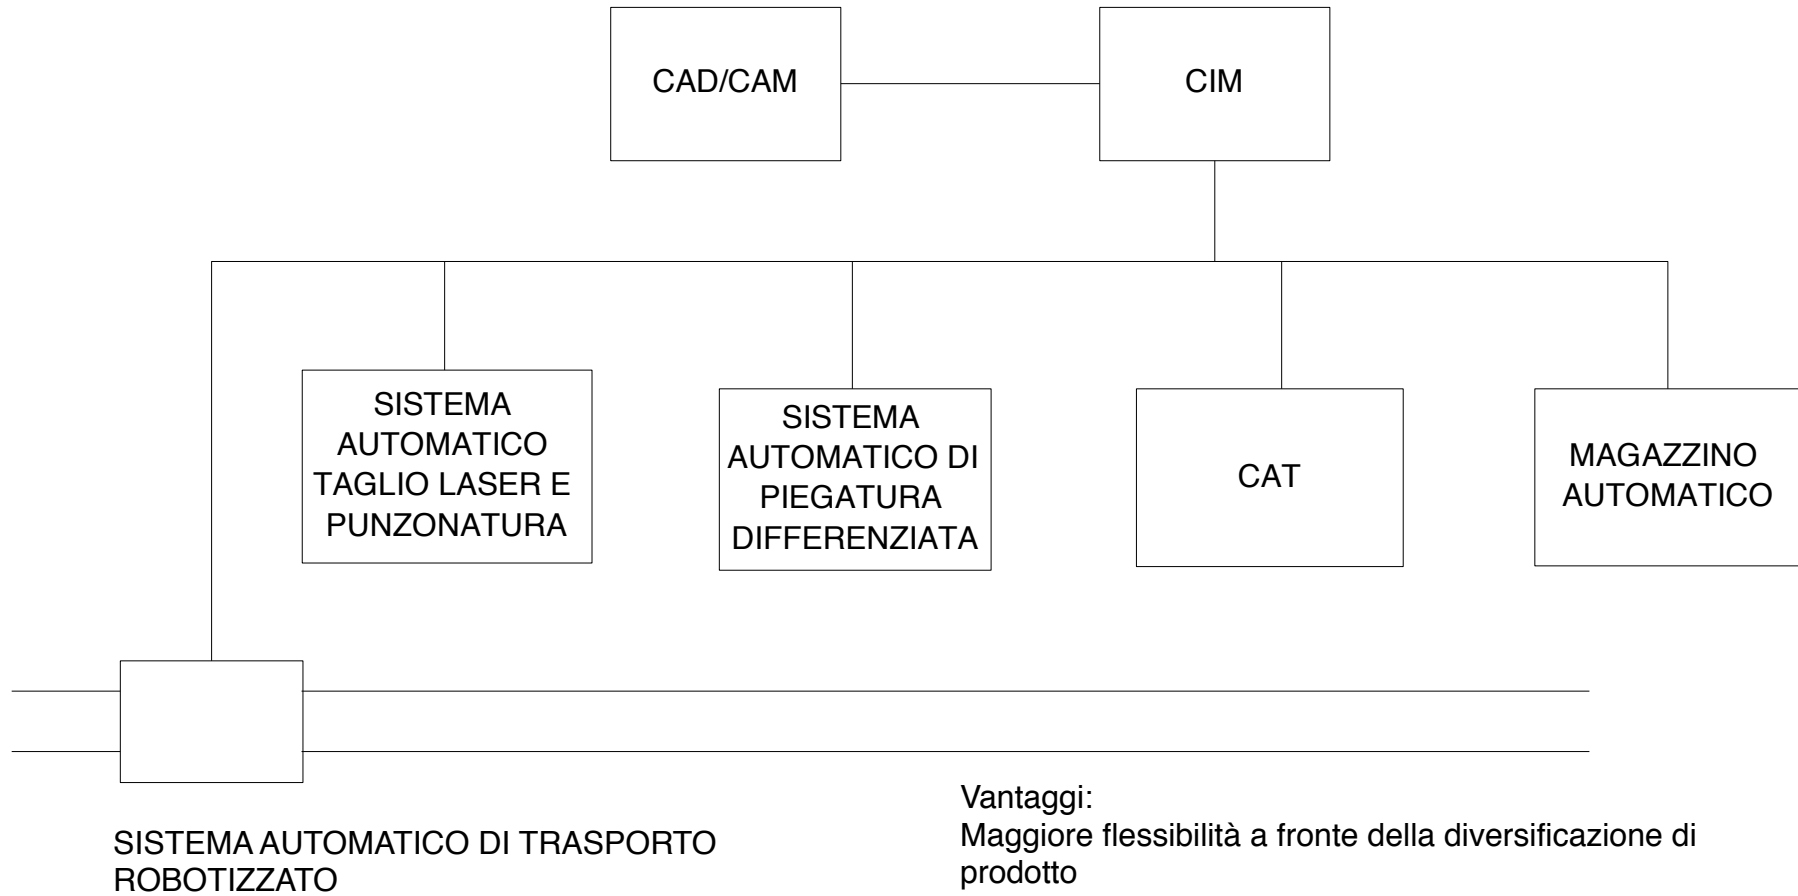 CAD/CAM
CIM
SISTEMA
AUTOMATICO
TAGLIO LASER E
PUNZONATURA
SISTEMA
AUTOMATICO DI
PIEGATURA
DIFFERENZIATA
CAT
MAGAZZINO
AUTOMATICO
SISTEMA AUTOMATICO DI TRASPORTO
ROBOTIZZATO
Vantaggi:
Maggiore flessibilità a fronte della diversificazione di
prodotto